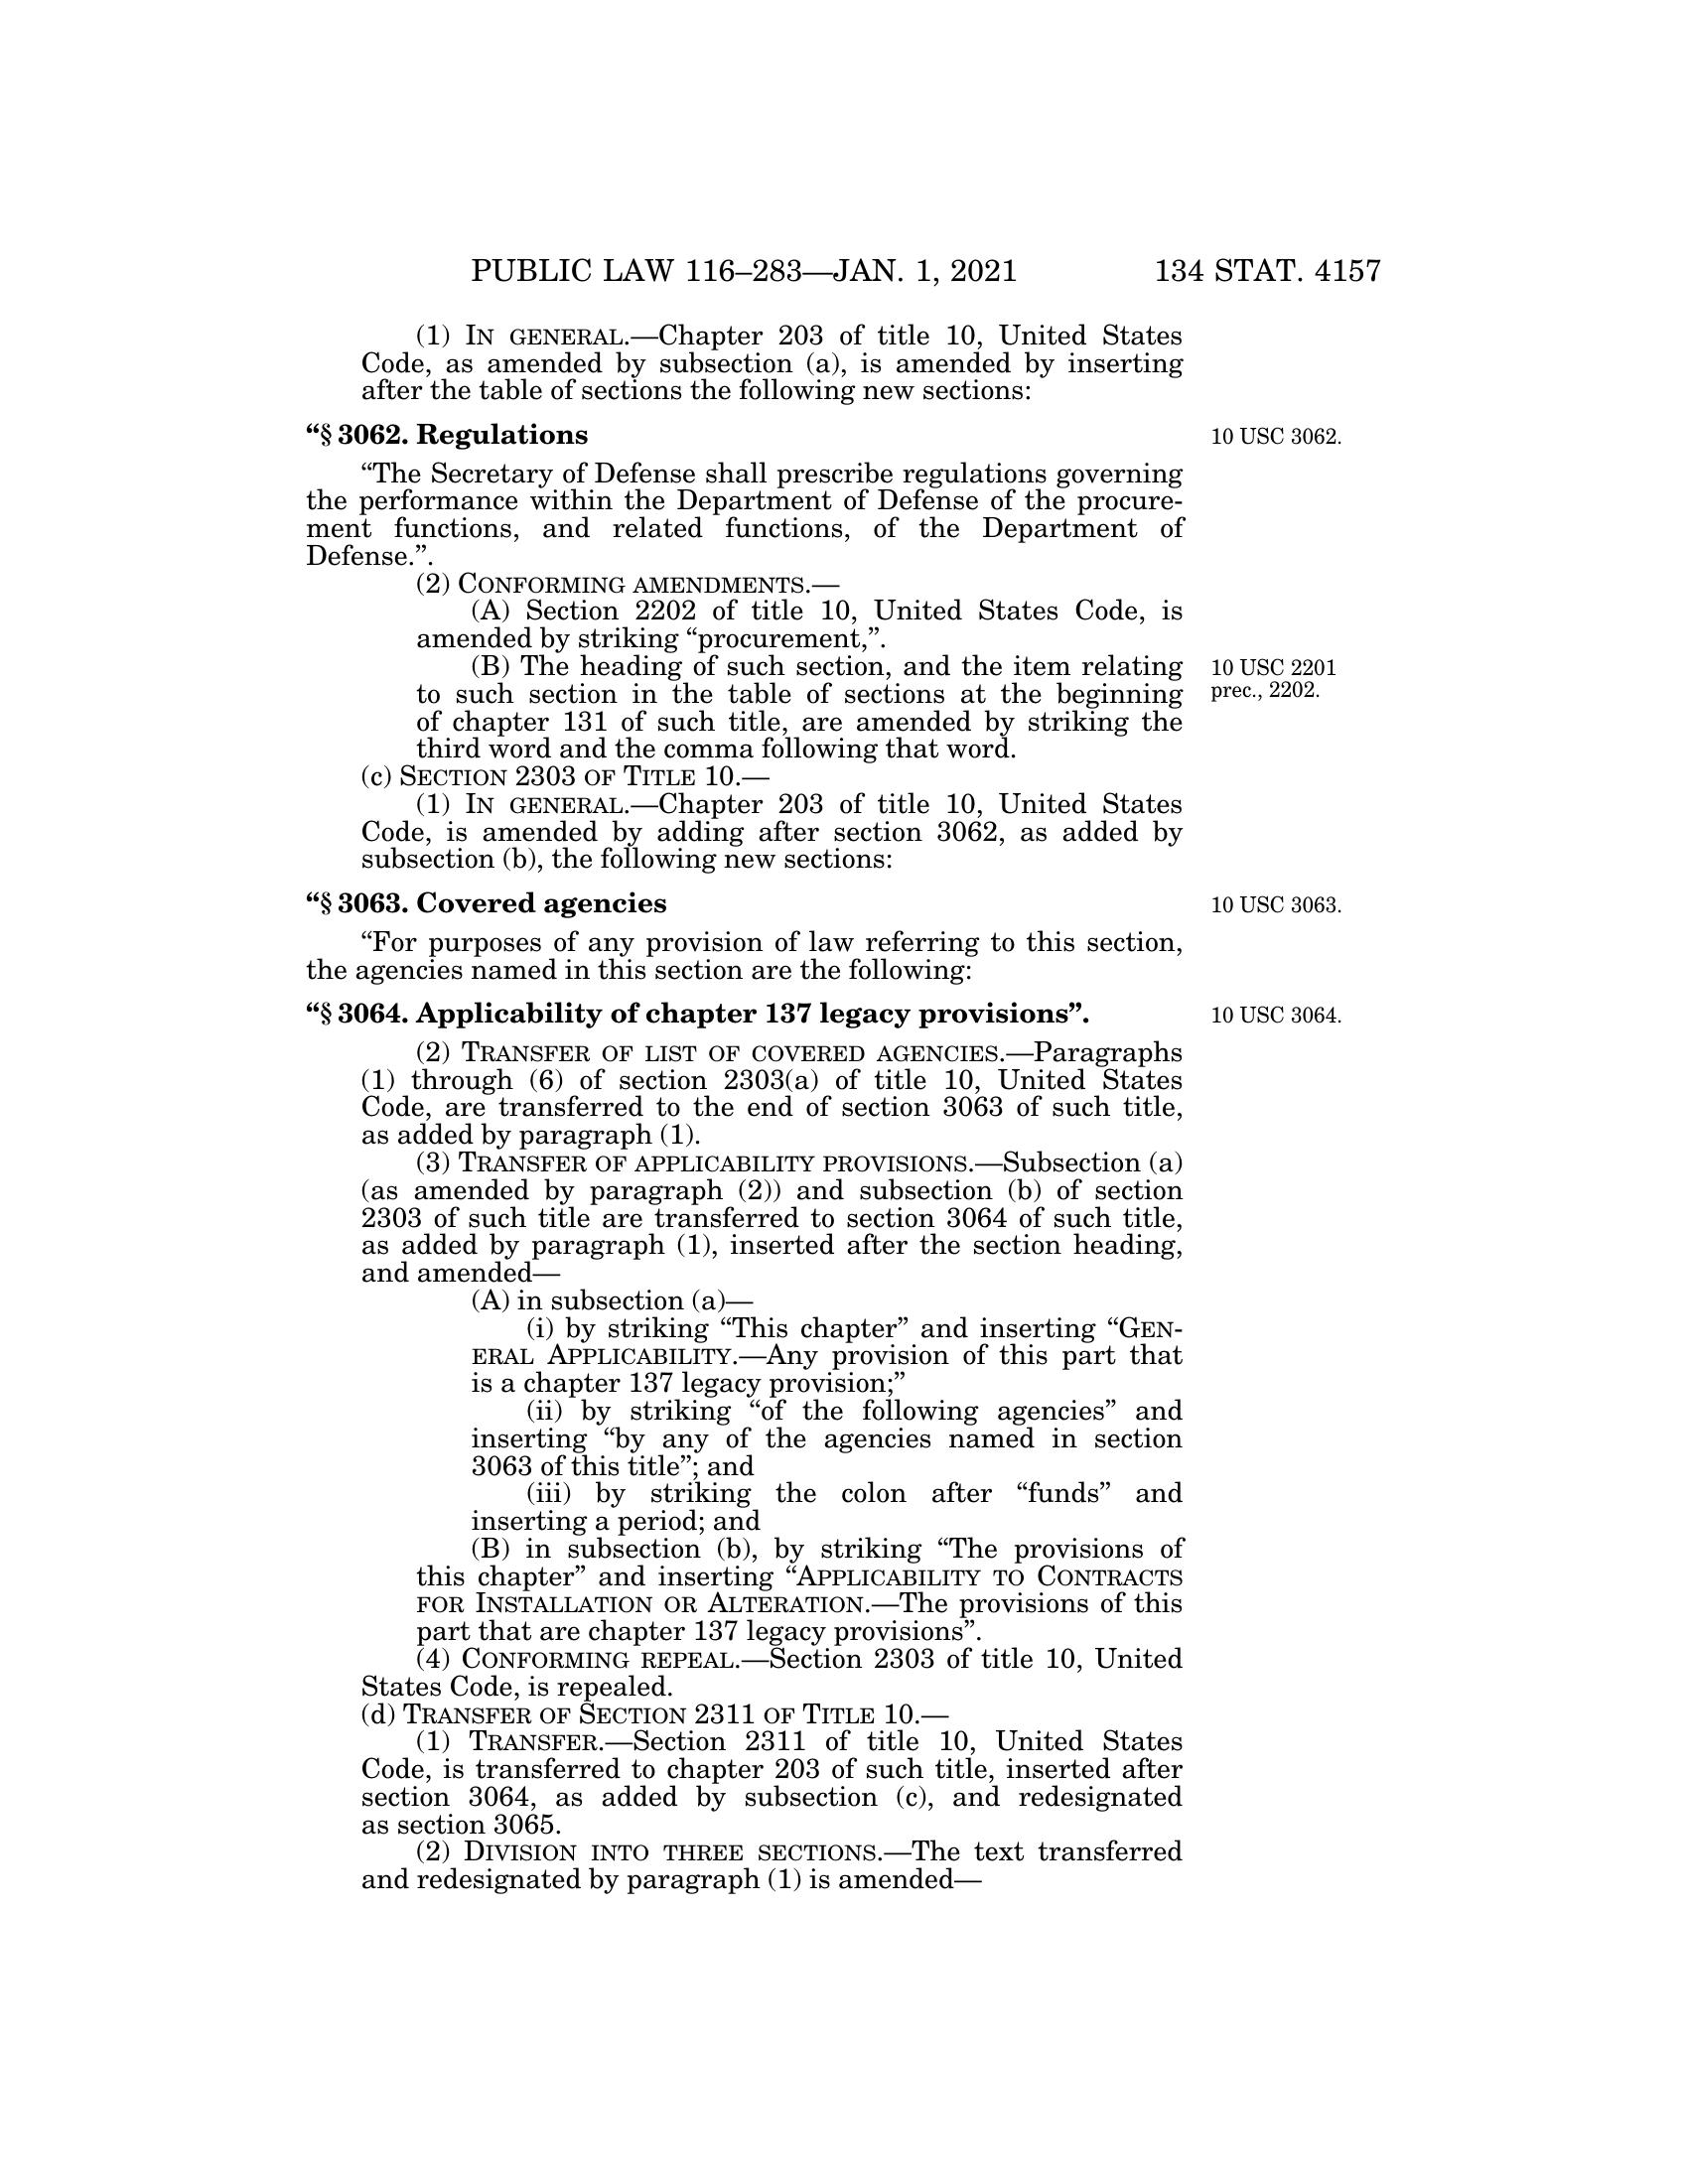 PUBLIC LAW 116–283—JAN. 1, 2021 134 STAT. 4157
(1) IN GENERAL.—Chapter 203 of title 10, United States
Code, as amended by subsection (a), is amended by inserting
after the table of sections the following new sections:
“§ 3062. Regulations
10 USC 3062.
“The Secretary of Defense shall prescribe regulations governing
the performance within the Department of Defense of the procure-
ment functions, and related functions, of the Department of
Defense.”.
(2) CONFORMING AMENDMENTS.—
(A) Section 2202 of title 10, United States Code, is
amended by striking “procurement,”.
(B) The heading of such section, and the item relating
to such section in the table of sections at the beginning
of chapter 131 of such title, are amended by striking the
third word and the comma following that word.
10 USC 2201
prec., 2202.
(c) SECTION 2303 OF TITLE 10.—
(1) IN GENERAL.—Chapter 203 of title 10, United States
Code, is amended by adding after section 3062, as added by
subsection (b), the following new sections:
“§ 3063. Covered agencies
10 USC 3063.
“For purposes of any provision of law referring to this section,
the agencies named in this section are the following:
“§ 3064. Applicability of chapter 137 legacy provisions”.
10 USC 3064.
(2) TRANSFER OF LIST OF COVERED AGENCIES.—Paragraphs
(1) through (6) of section 2303(a) of title 10, United States
Code, are transferred to the end of section 3063 of such title,
as added by paragraph (1).
(3) TRANSFER OF APPLICABILITY PROVISIONS.—Subsection (a)
(as amended by paragraph (2)) and subsection (b) of section
2303 of such title are transferred to section 3064 of such title,
as added by paragraph (1), inserted after the section heading,
and amended—
(A) in subsection (a)—
(i) by striking “This chapter” and inserting “GEN-
ERAL APPLICABILITY.—Any provision of this part that
is a chapter 137 legacy provision;”
(ii) by striking “of the following agencies” and
inserting “by any of the agencies named in section
3063 of this title”; and
(iii) by striking the colon after “funds” and
inserting a period; and
(B) in subsection (b), by striking “The provisions of
this chapter” and inserting “APPLICABILITY TO CONTRACTS
FOR INSTALLATION OR ALTERATION.—The provisions of this
part that are chapter 137 legacy provisions”.
(4) CONFORMING REPEAL.—Section 2303 of title 10, United
States Code, is repealed.
(d) TRANSFER OF SECTION 2311 OF TITLE 10.—
(1) TRANSFER.—Section 2311 of title 10, United States
Code, is transferred to chapter 203 of such title, inserted after
section 3064, as added by subsection (c), and redesignated
as section 3065.
(2) DIVISION INTO THREE SECTIONS.—The text transferred
and redesignated by paragraph (1) is amended—